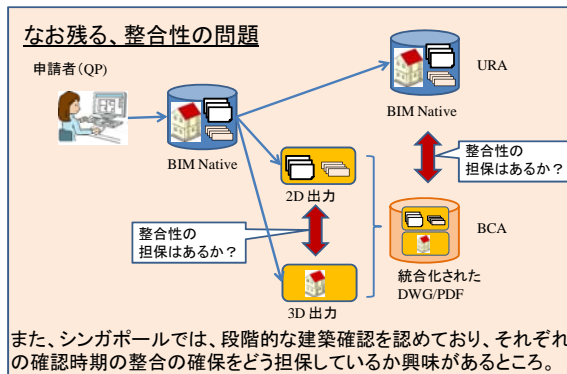 なお残る、整合性の問題
申請者(QP)
BIM Native
URA
BIM Native
整合性の
担保はあるか？
2D 出力
整合性の
担保はあるか？
BCA
3D 出力
統合化された
DWG/PDF
また、シンガポールでは、段階的な建築確認を認めており、それぞれ
の確認時期の整合の確保をどう担保しているか興味があるところ。